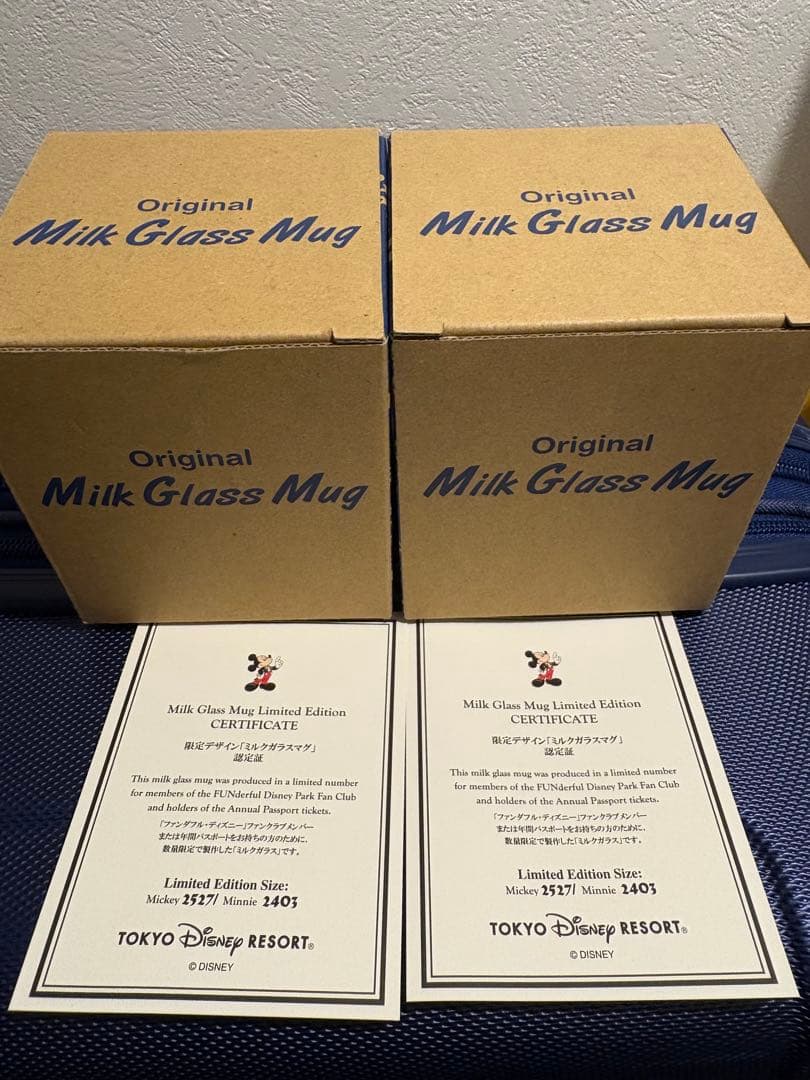 Original
Milk Glass Mug
Original
Milk Glass Mug
Original
Milk Glass Mug
Original
Milk Glass Mug
Milk Glass Mug Limited Edition
CERTIFICATE
限定デザイン「ミルクガラスマグ」
認定証
This milk glass mug was produced in a limited number
for members of the FUNderful Disney Park Fan Club
and holders of the Annual Passport tickets.
「ファンダフル・ディズニー」ファンクラブメンバー
または年間パスポートをお持ちの方のために、
数量限定で製作した「ミルクガラス」です。
Limited Edition Size:
Mickey 2527/ Minnie 2403
TOKYO Disney RESORT®
© DISNEY
Milk Glass Mug Limited Edition
CERTIFICATE
限定デザイン「ミルクガラスマグ」
認定証
This milk glass mug was produced in a limited number
for members of the FUNderful Disney Park Fan Club
and holders of the Annual Passport tickets.
「ファンダフル・ディズニー」ファンクラブメンバー
または年間パスポートをお持ちの方のために、
数量限定で製作した「ミルクガラス」です。
Limited Edition Size:
Mickey 2527/ Minnie 2403
TOKYO Disney RESORT®
© DISNEY